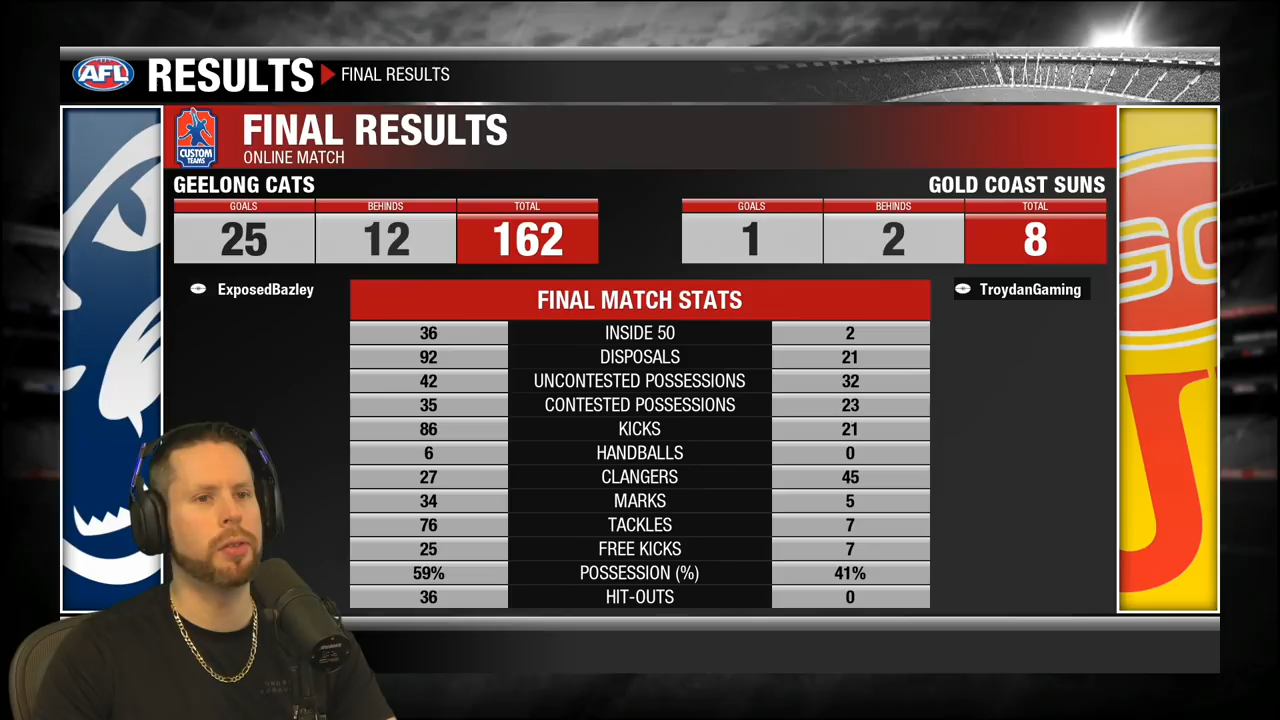 AFL RESULTS FINAL RESULTS
CUSTOM TEAMS
FINAL RESULTS
ONLINE MATCH
GEELONG CATS GOLD COAST SUNS
GOALS BEHINDS TOTAL GOALS BEHINDS TOTAL
25 12 162 1 2 8
ExposedBazley TroydanGaming
FINAL MATCH STATS
36 INSIDE 50 2
92 DISPOSALS 21
42 UNCONTESTED POSSESSIONS 32
35 CONTESTED POSSESSIONS 23
86 KICKS 21
6 HANDBALLS 0
27 CLANGERS 45
34 MARKS 5
76 TACKLES 7
25 FREE KICKS 7
59% POSSESSION (%) 41%
36 HIT-OUTS 0